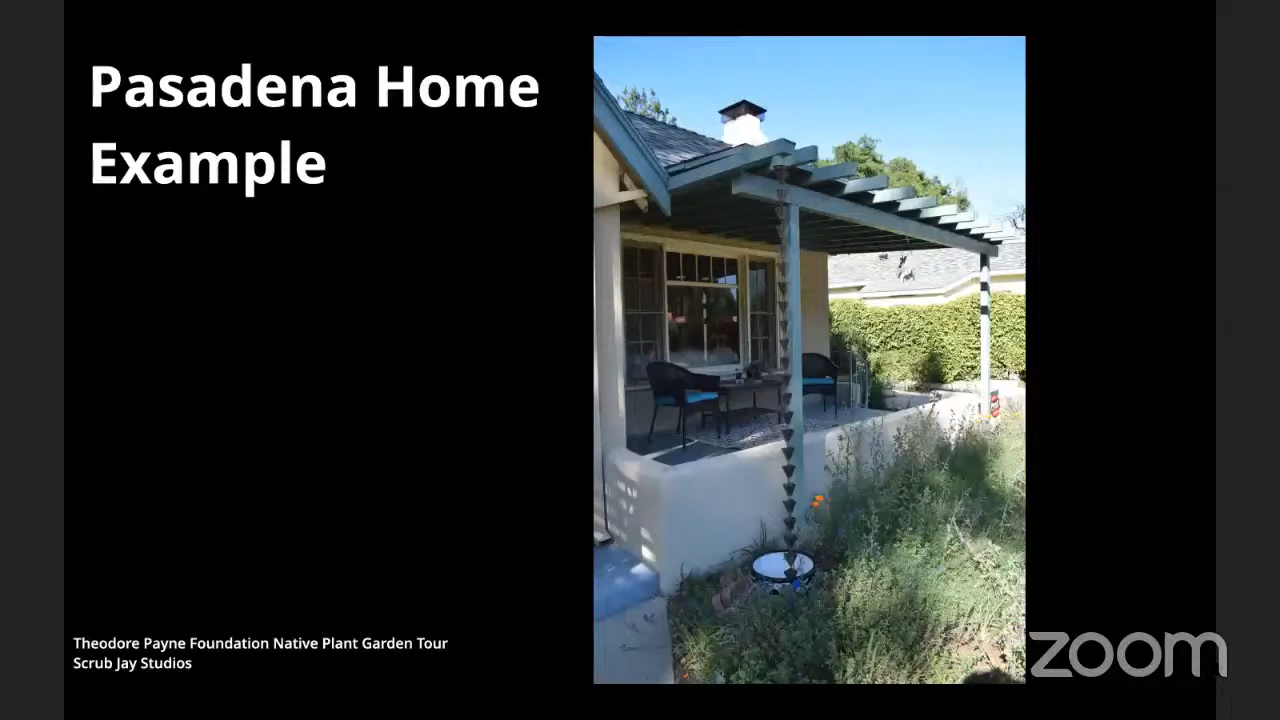 Pasadena Home
Example
Theodore Payne Foundation Native Plant Garden Tour
Scrub Jay Studios
zoom